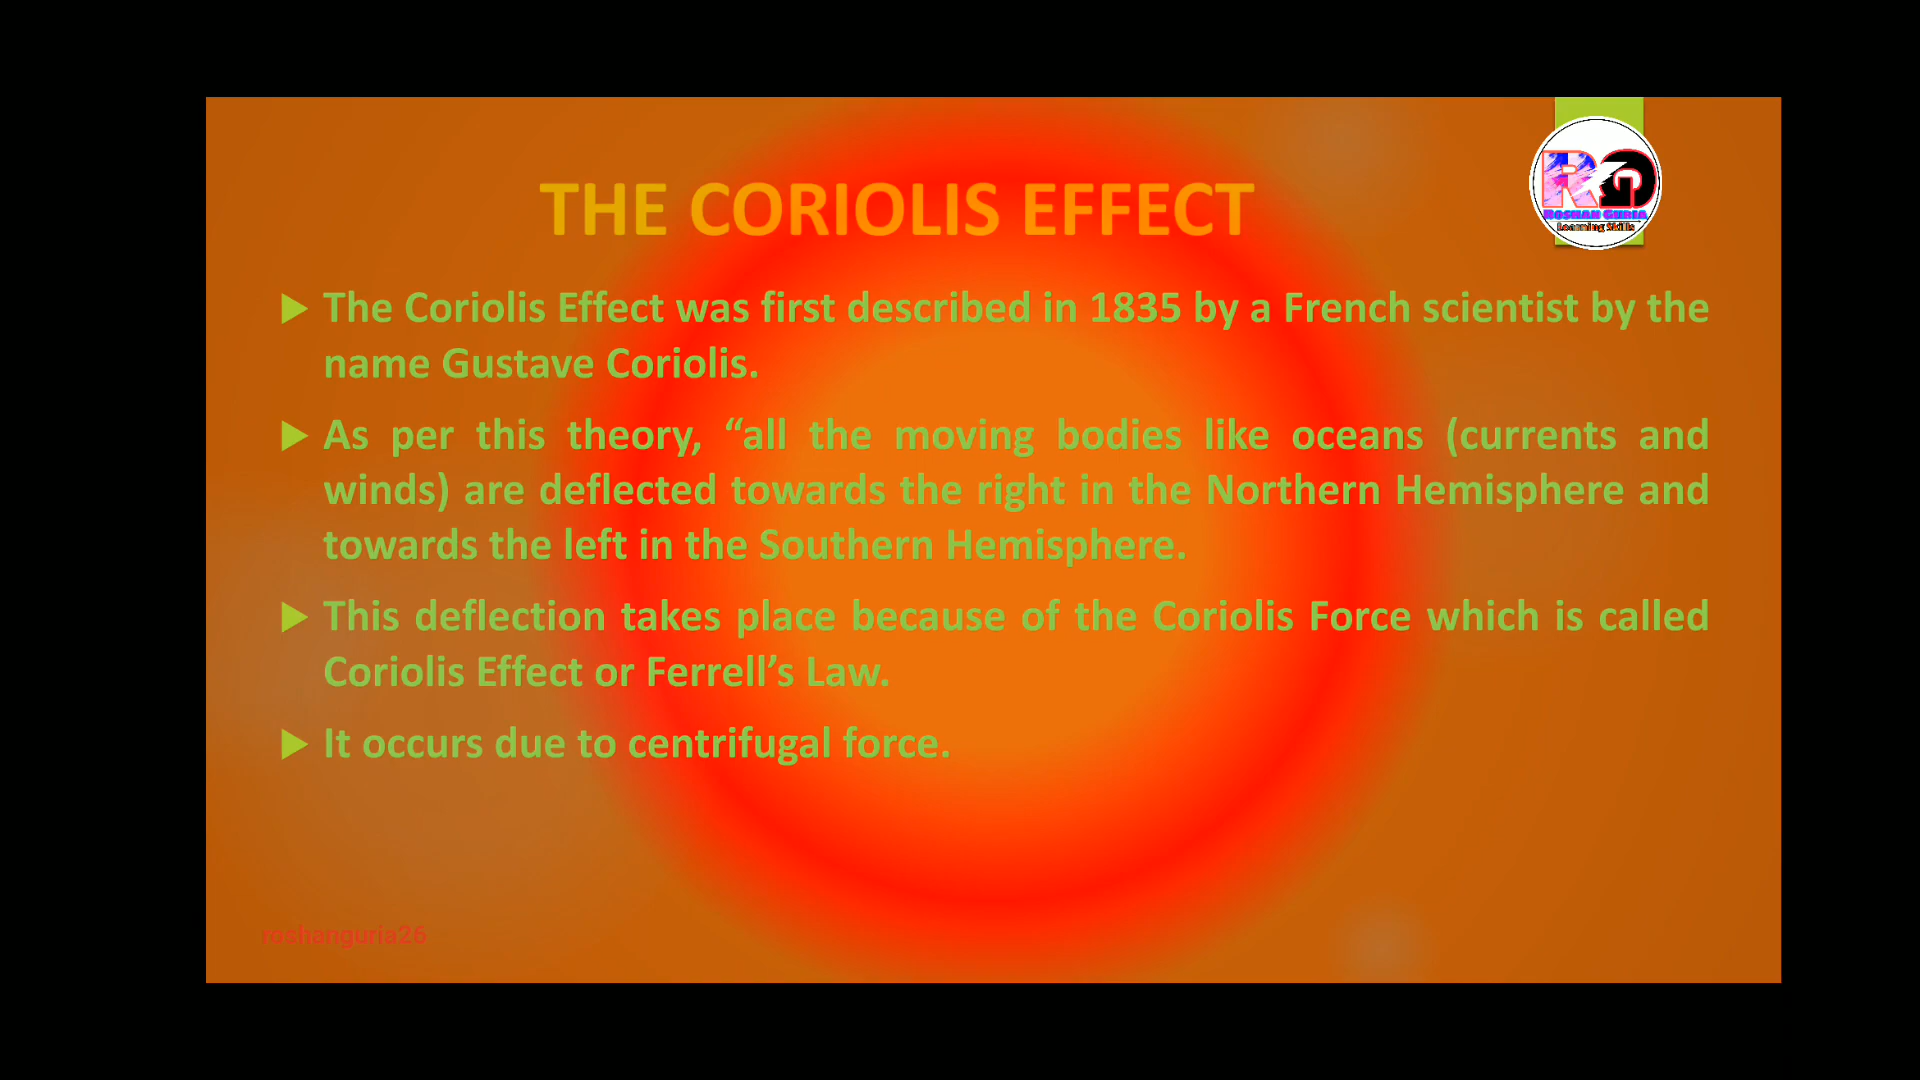 THE CORIOLIS EFFECT
RG
ROSHAN GURIA
Learning Skills
The Coriolis Effect was first described in 1835 by a French scientist by the
name Gustave Coriolis.
As per this theory, “all the moving bodies like oceans (currents and
winds) are deflected towards the right in the Northern Hemisphere and
towards the left in the Southern Hemisphere.
This deflection takes place because of the Coriolis Force which is called
Coriolis Effect or Ferrell’s Law.
It occurs due to centrifugal force.
roshanguria26